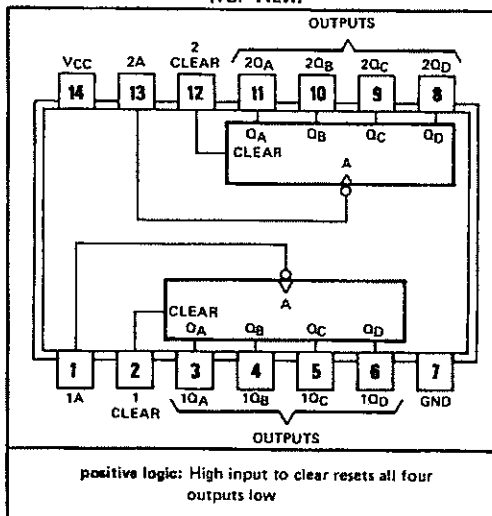 OUTPUTS
VCC 2A 2 CLEAR 2QA 2QB 2QC 2QD
14 13 12 11 10 9 8
QA QB QC QD
CLEAR
A
A
CLEAR
QA QB QC QD
1 2 3 4 5 6 7
1A 1 CLEAR 1QA 1QB 1QC 1QD GND
OUTPUTS
positive logic: High input to clear resets all four
outputs low